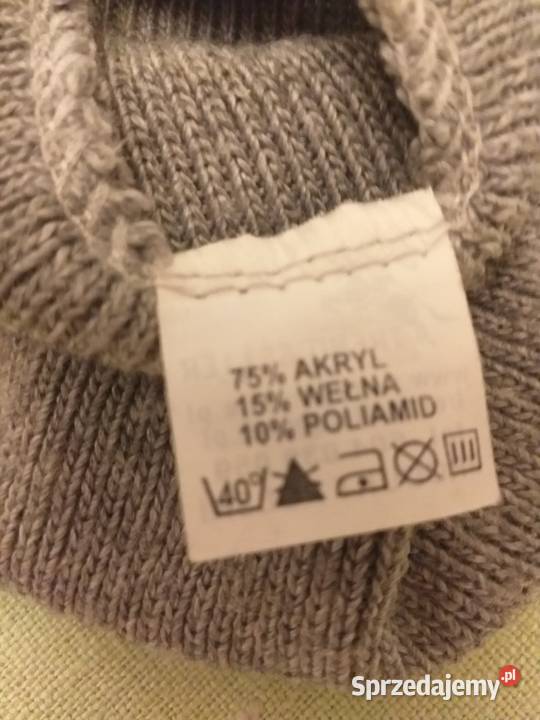 75% AKRYL
15% WEŁNA
10% POLIAMID
40°
Sprzedajemy.pl